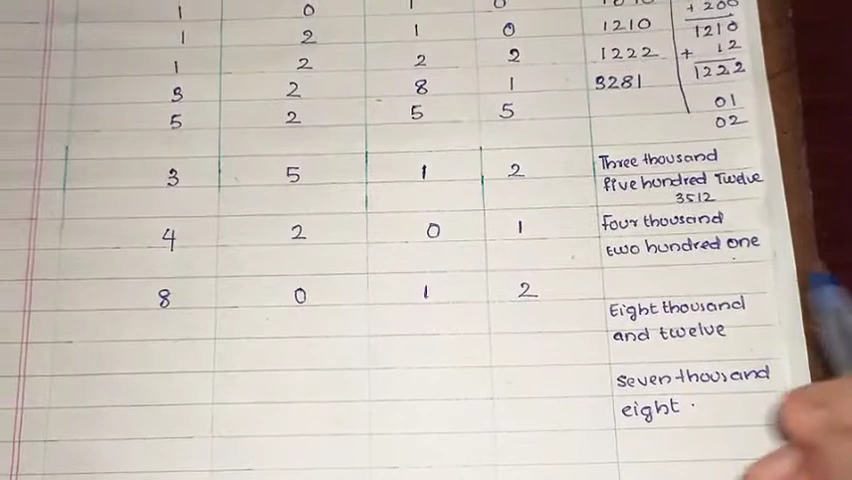 1 0 1 0 1010 + 200
1 2 1 0 1210 1210
1 2 2 2 1222 + 12
3 2 8 1 3281 1222
5 2 5 5 01
02
3 5 1 2 Three thousand
five hundred Twelve
3512
4 2 0 1 Four thousand
two hundred one
8 0 1 2 Eight thousand
and twelve
seven thousand
eight .